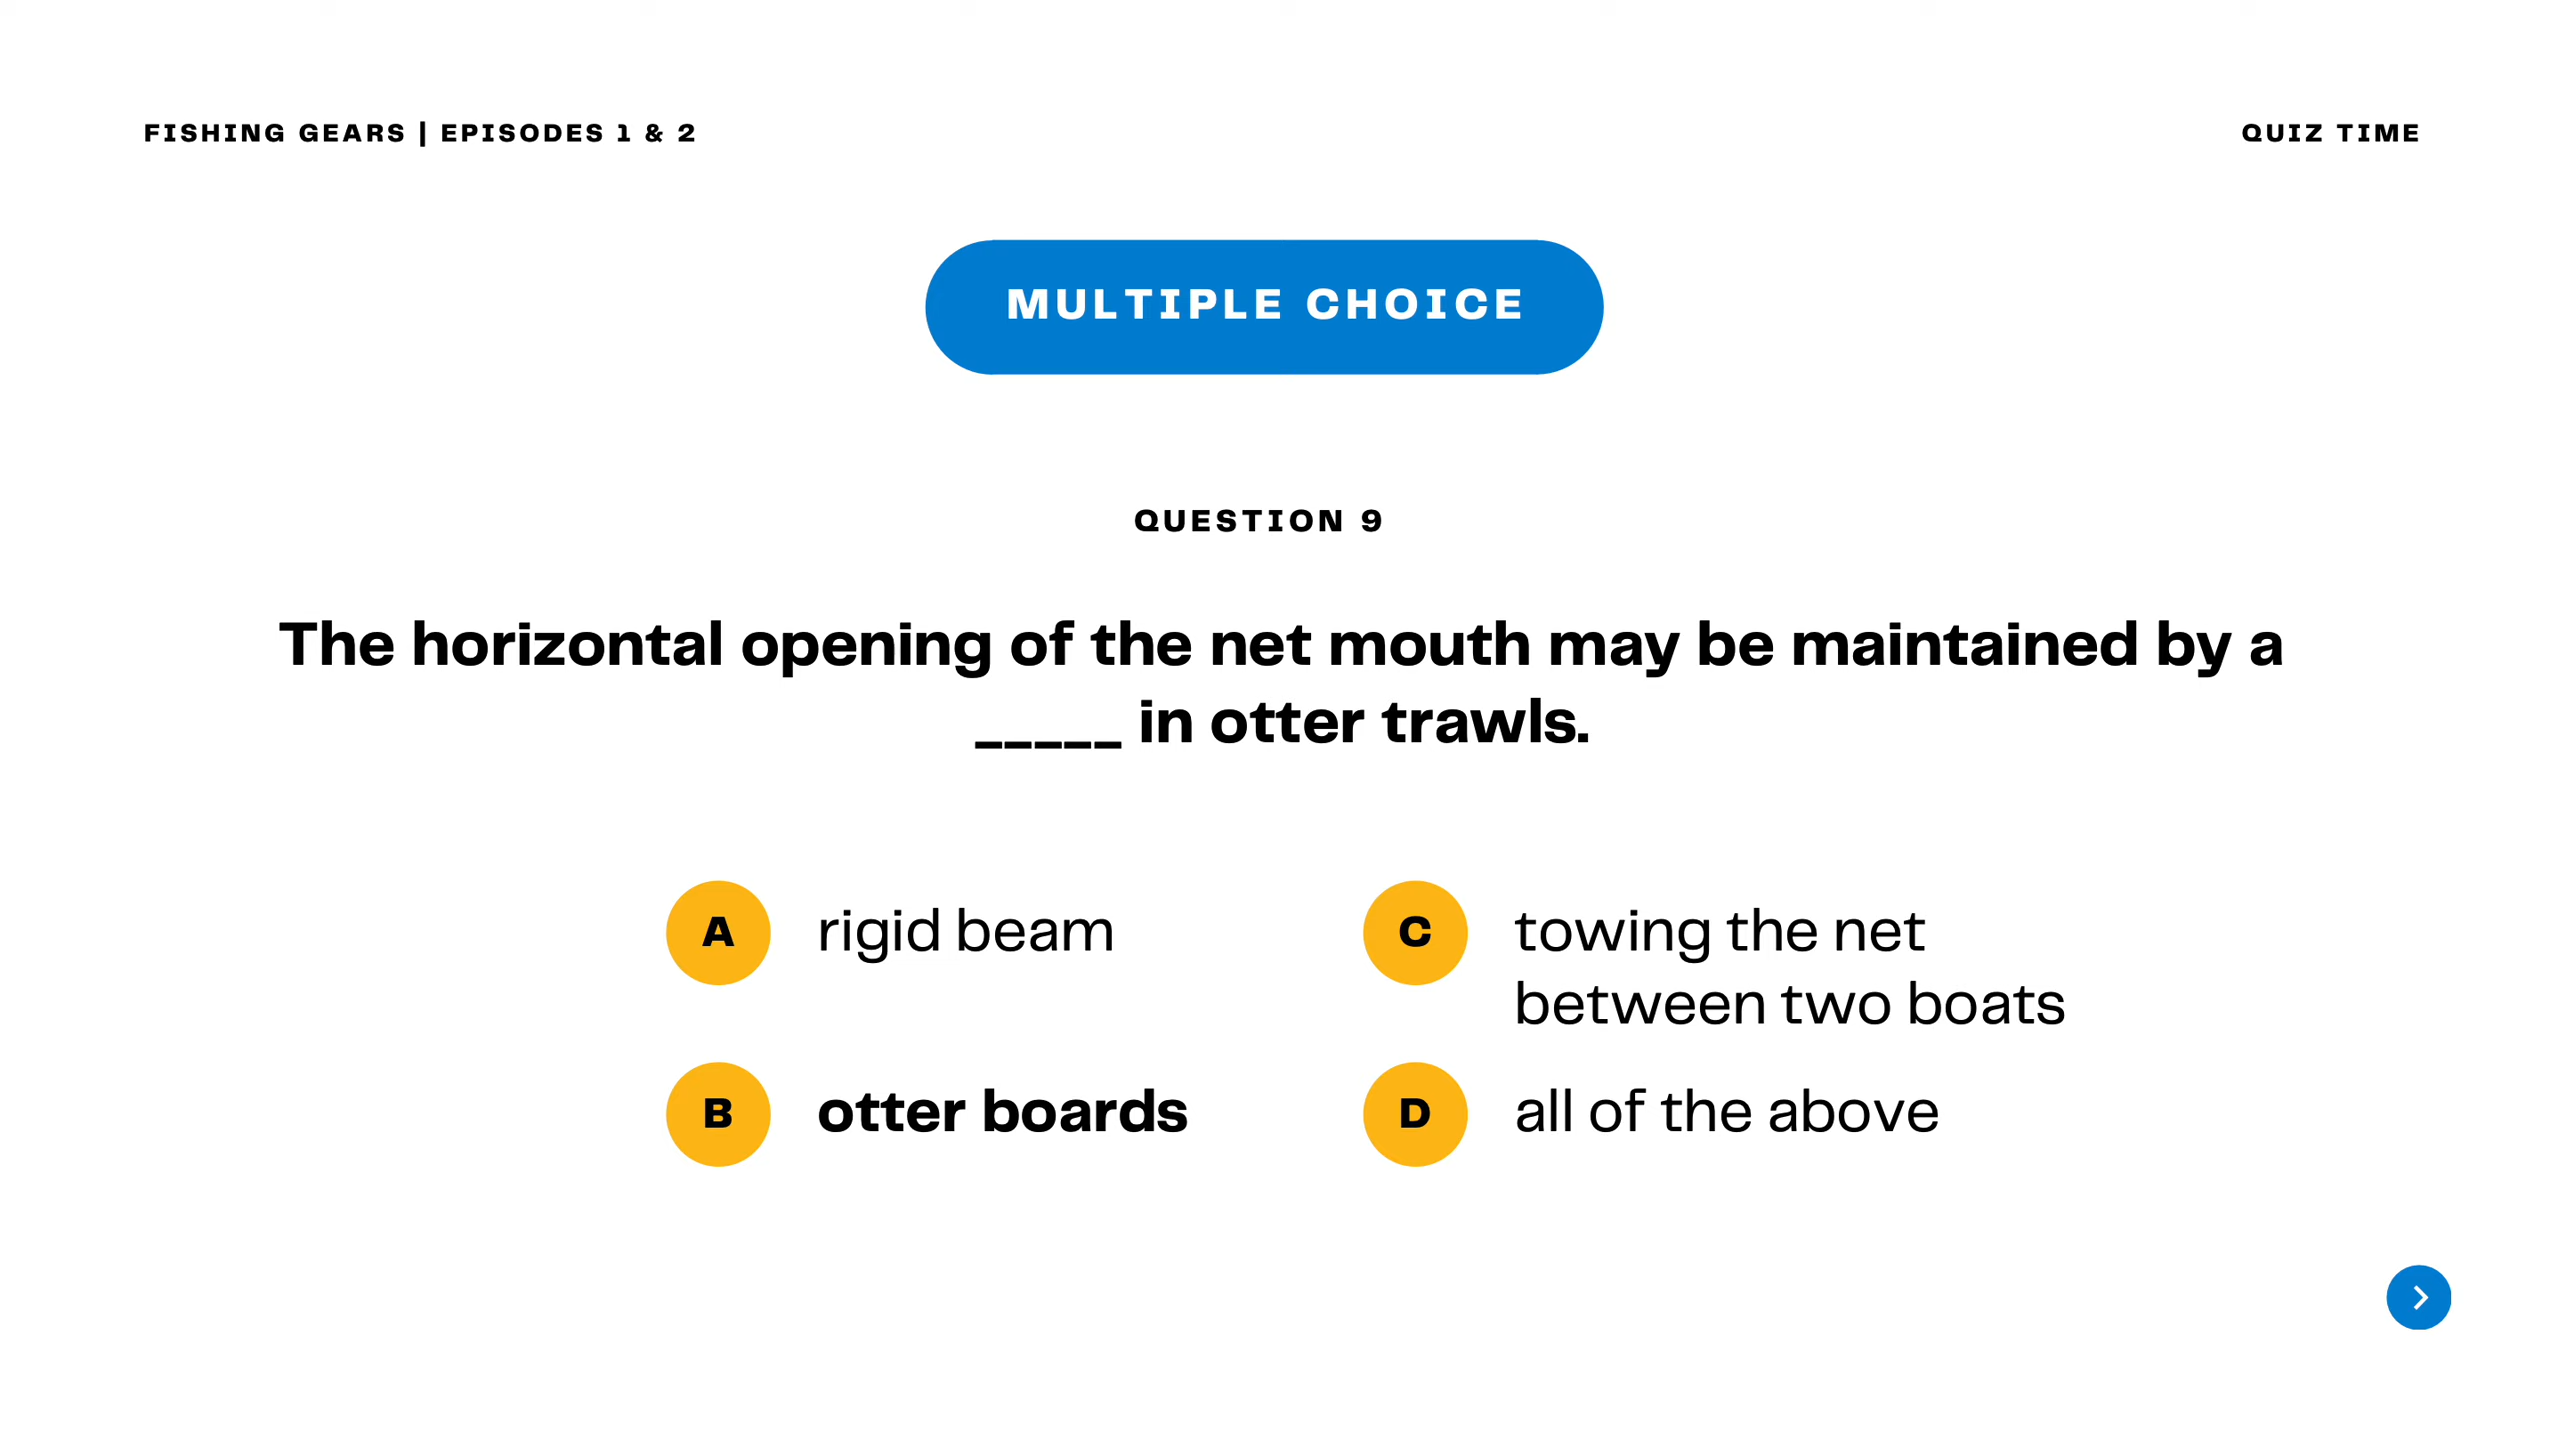 FISHING GEARS | EPISODES 1 & 2
QUIZ TIME
MULTIPLE CHOICE
QUESTION 9
The horizontal opening of the net mouth may be maintained by a
_____ in otter trawls.
A rigid beam
B otter boards
C towing the net
between two boats
D all of the above